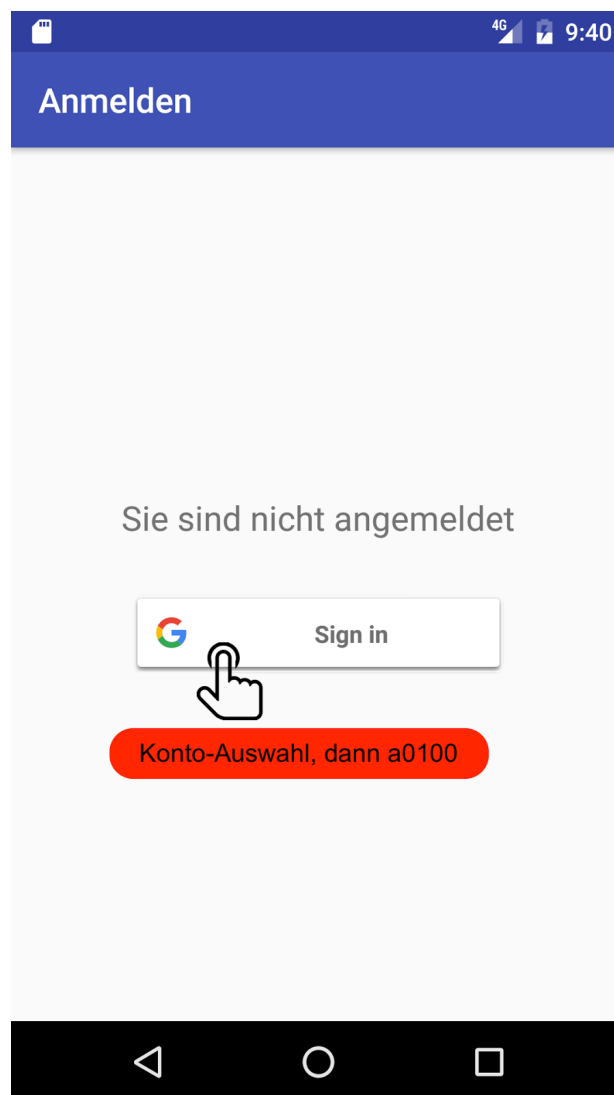 4G 9:40
Anmelden
Sie sind nicht angemeldet
Sign in
Konto-Auswahl, dann a0100